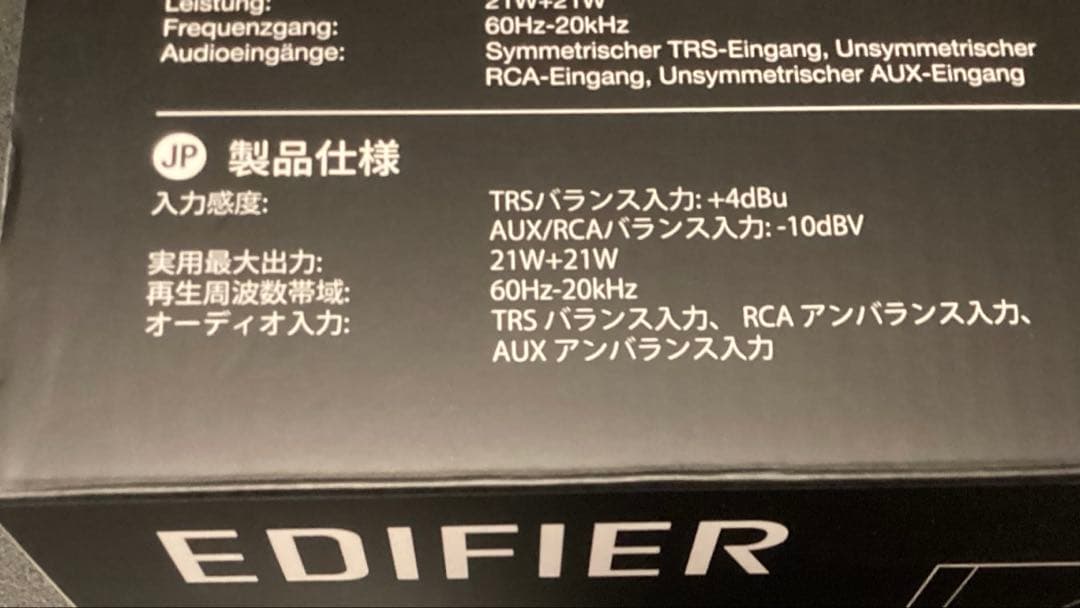 Leistung: 21W+21W
Frequenzgang: 60Hz-20kHz
Audioeingänge: Symmetrischer TRS-Eingang, Unsymmetrischer
RCA-Eingang, Unsymmetrischer AUX-Eingang
JP 製品仕様
入力感度: TRSバランス入力: +4dBu
AUX/RCAバランス入力: -10dBV
実用最大出力: 21W+21W
再生周波数帯域: 60Hz-20kHz
オーディオ入力: TRS バランス入力、 RCA アンバランス入力、
AUX アンバランス入力
EDIFIER